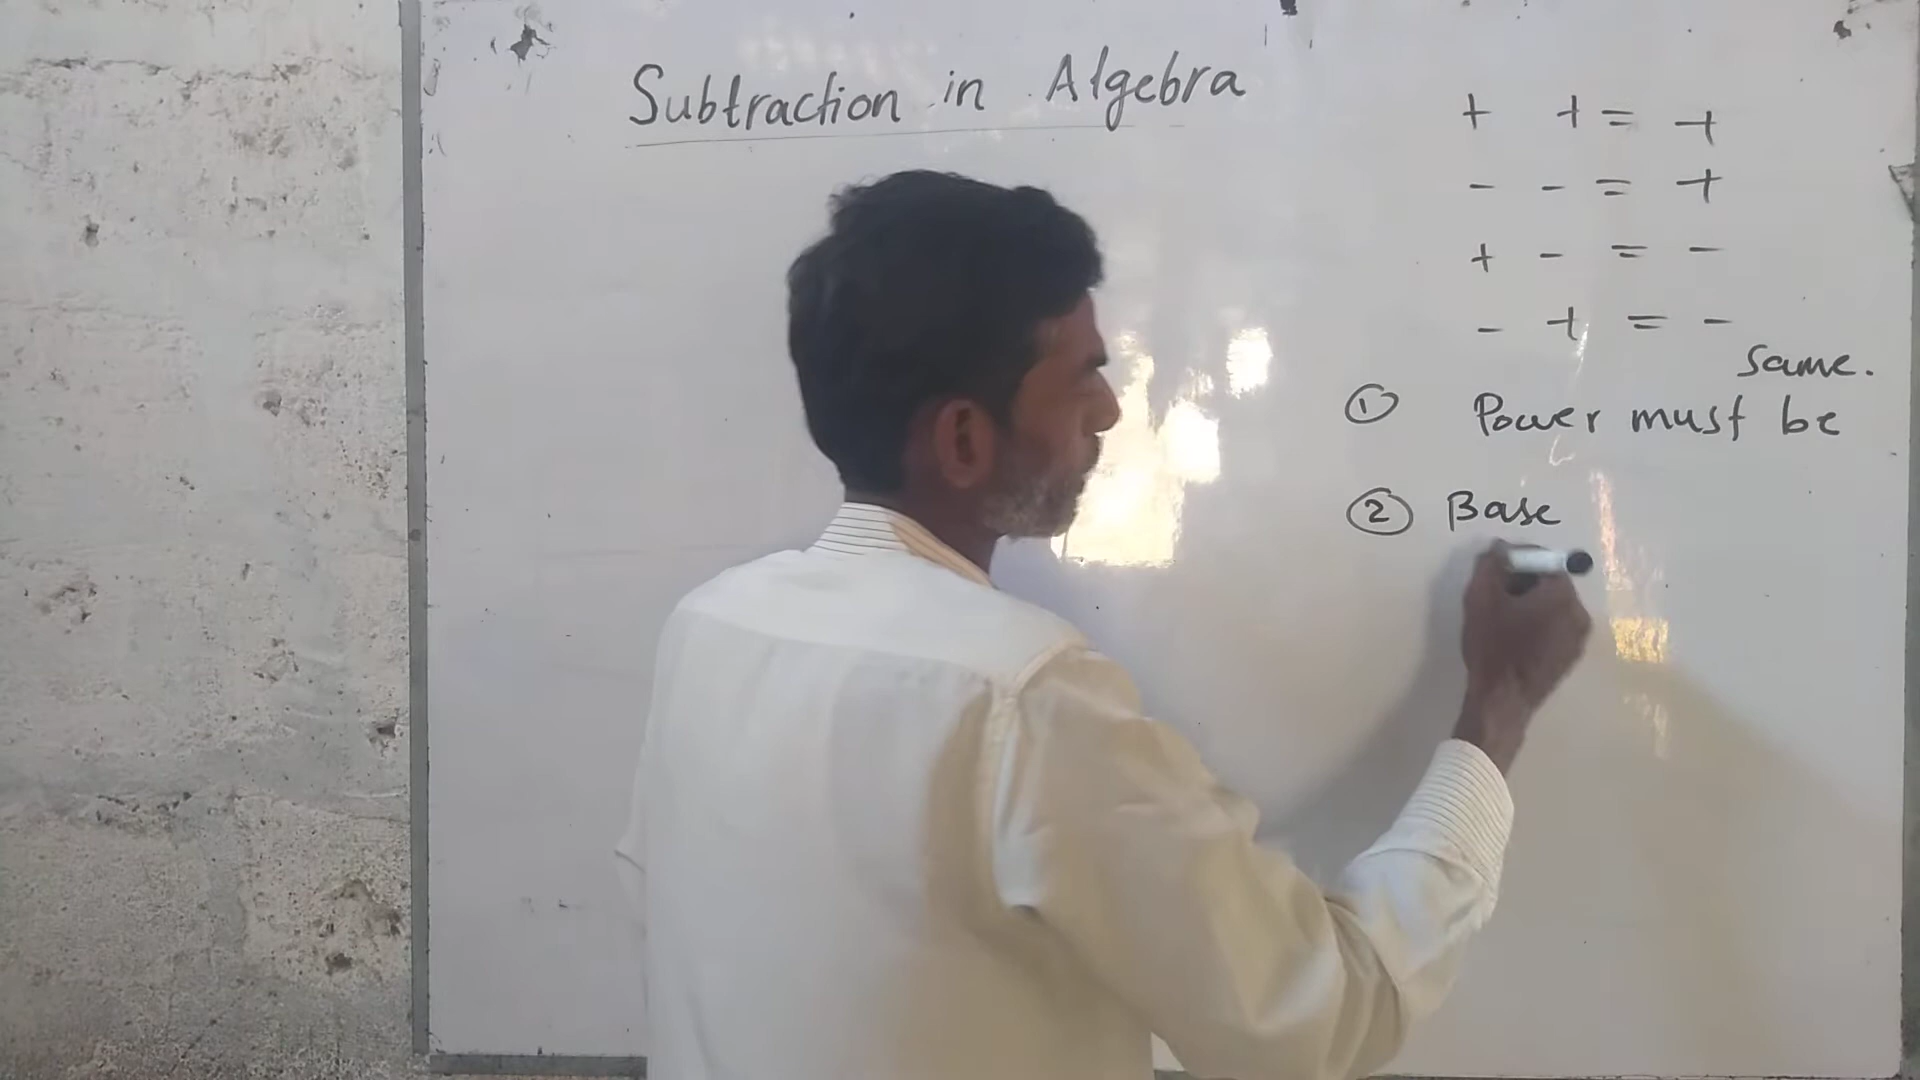 Subtraction in Algebra
+ + = +
- - = +
+ - = -
- + = -
same.
① Power must be
② Base